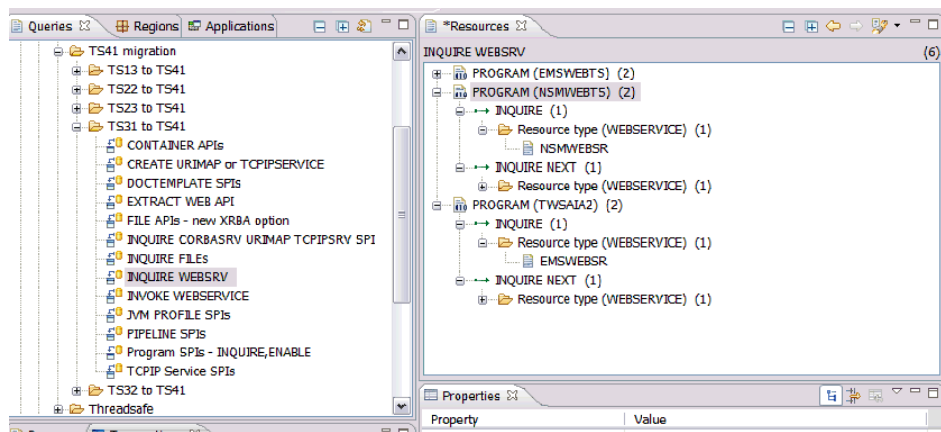 Queries
Regions
Applications
TS41 migration
TS13 to TS41
TS22 to TS41
TS23 to TS41
TS31 to TS41
CONTAINER APIs
CREATE URIMAP or TCPIPSERVICE
DOCTEMPLATE SPIs
EXTRACT WEB API
FILE APIs - new XRBA option
INQUIRE CORBASRV URIMAP TCPIPSRV SPI
INQUIRE FILEs
INQUIRE WEBSRV
INVOKE WEBSERVICE
JVM PROFILE SPIs
PIPELINE SPIs
Program SPIs - INQUIRE,ENABLE
TCPIP Service SPIs
TS32 to TS41
Threadsafe
*Resources
INQUIRE WEBSRV (6)
PROGRAM (EMSWEBTS) (2)
PROGRAM (NSMWEBTS) (2)
INQUIRE (1)
Resource type (WEBSERVICE) (1)
NSMWEBSR
INQUIRE NEXT (1)
Resource type (WEBSERVICE) (1)
PROGRAM (TWSAIA2) (2)
INQUIRE (1)
Resource type (WEBSERVICE) (1)
EMSWEBSR
INQUIRE NEXT (1)
Resource type (WEBSERVICE) (1)
Properties
Property Value